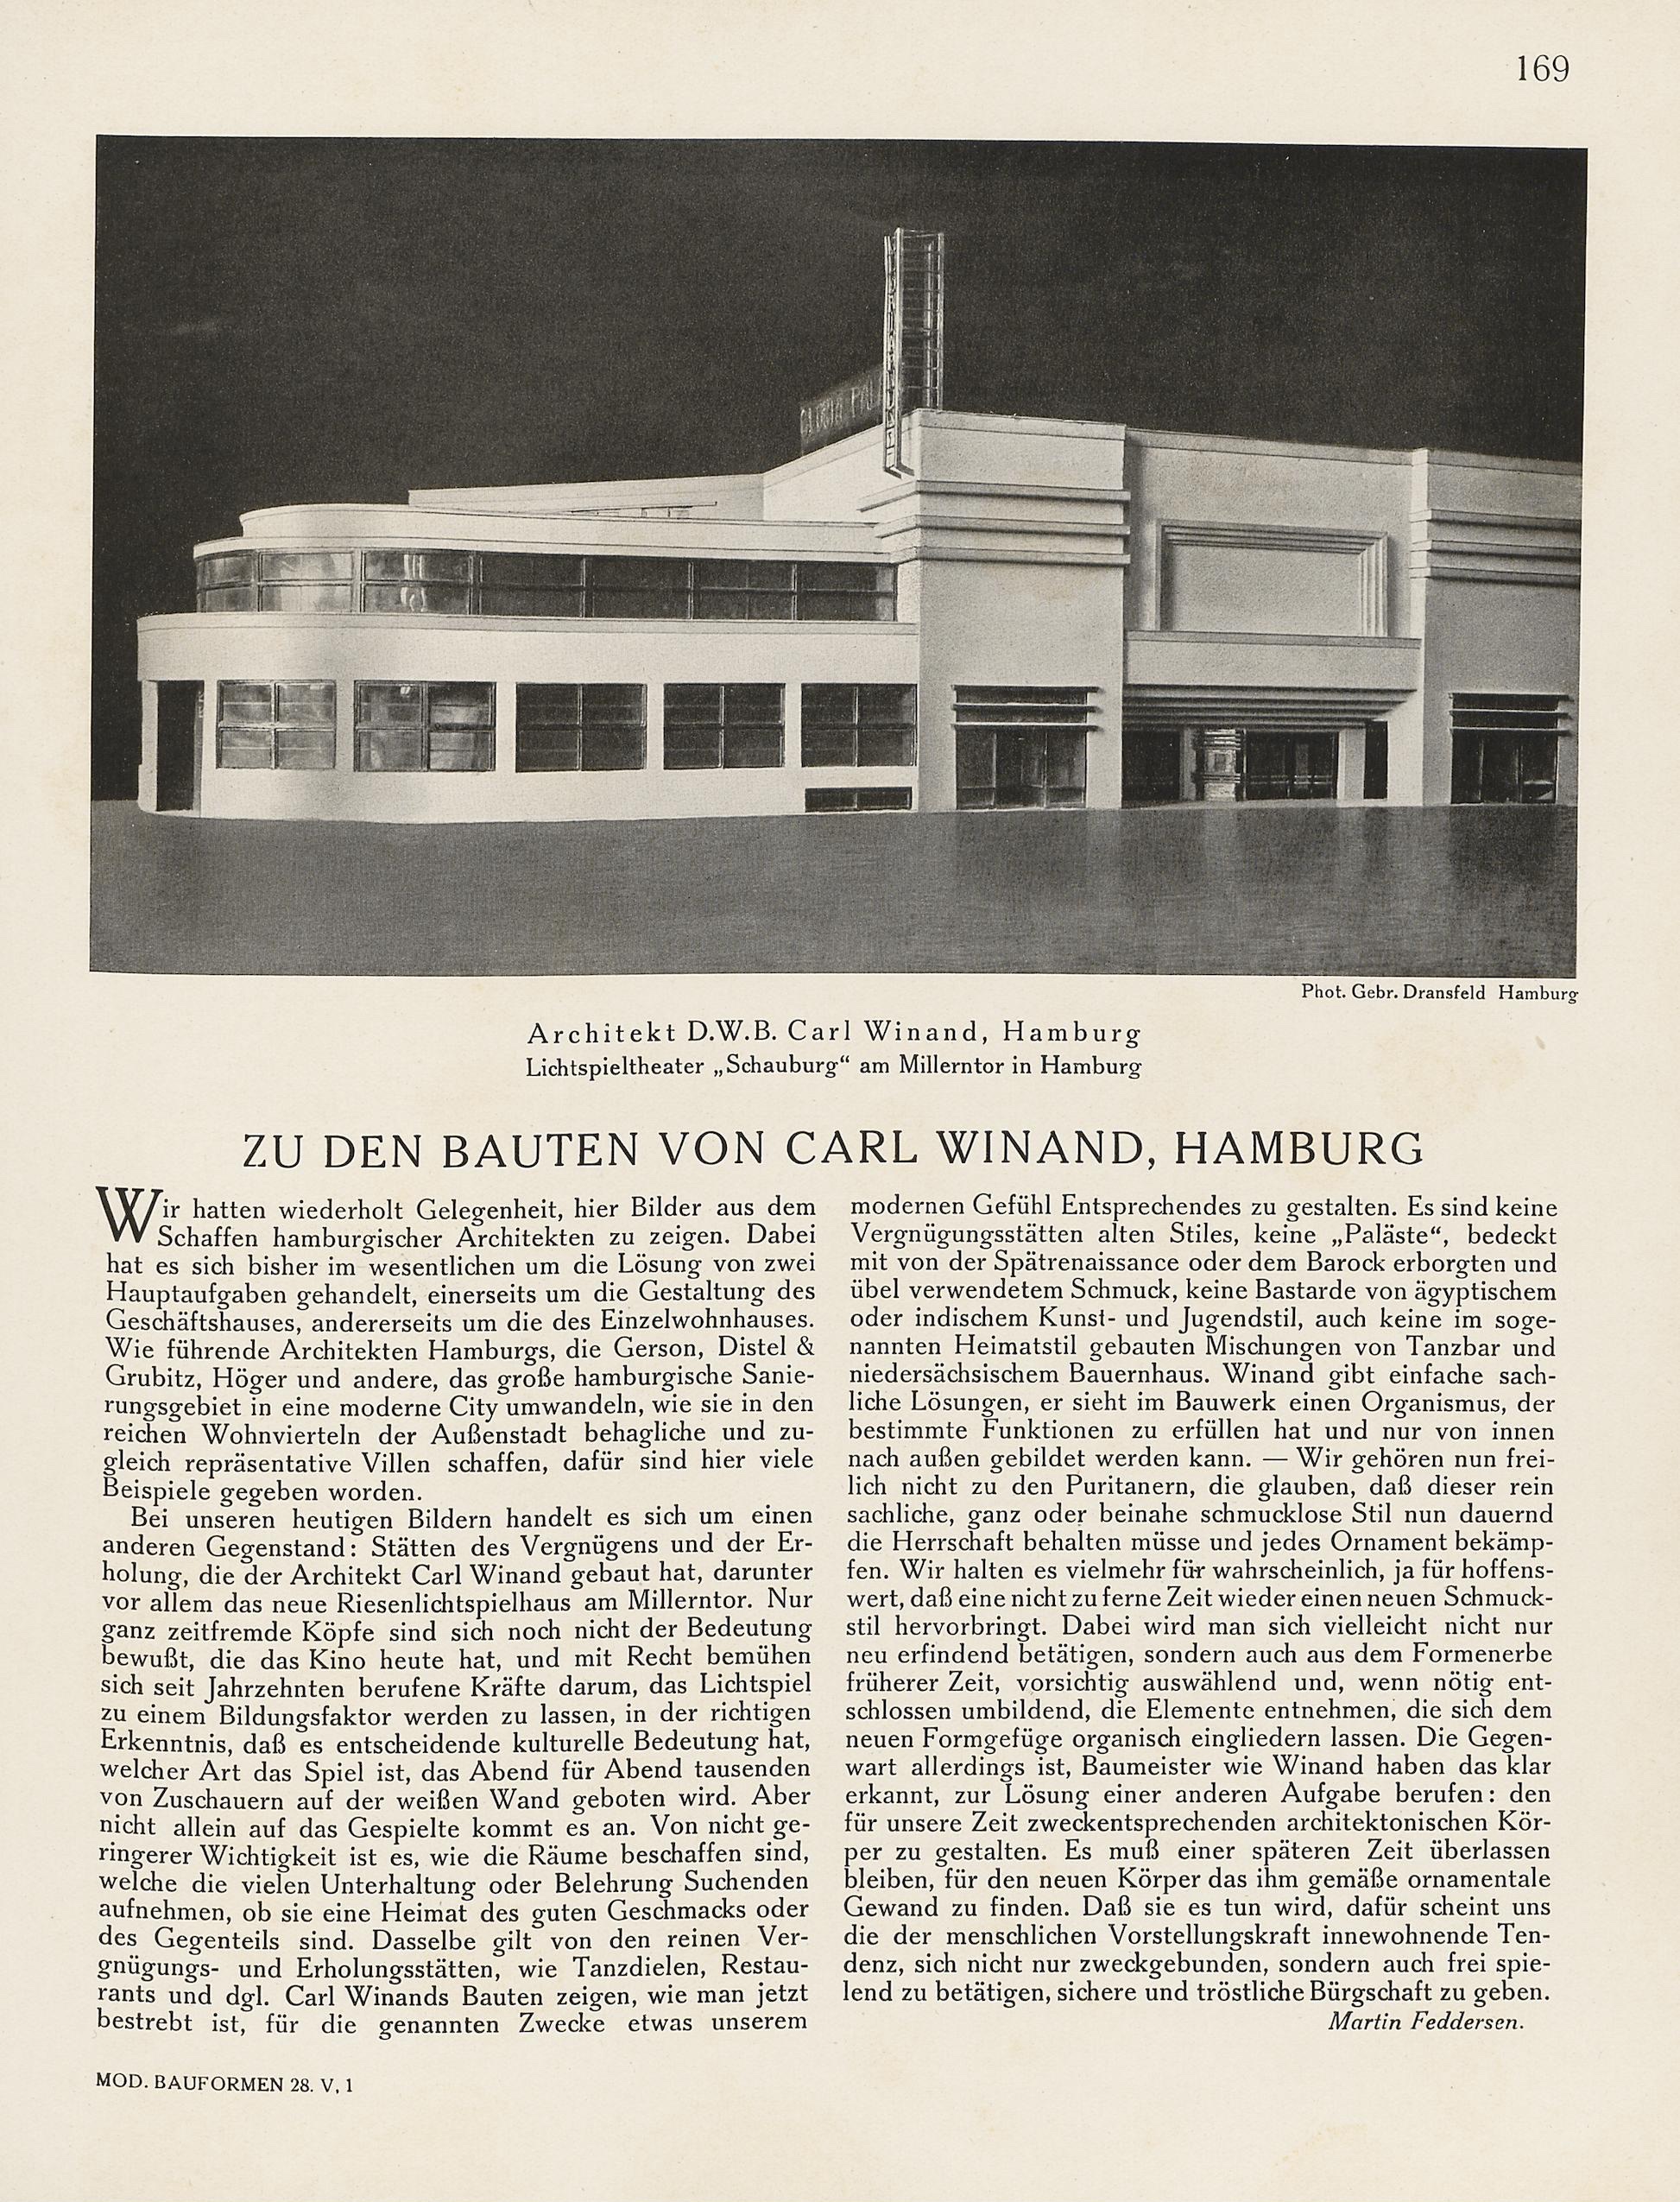 169
Phot. Gebr. Dransfeld Hamburg
Architekt D.W.B. Carl Winand, Hamburg
Lichtspieltheater „Schauburg“ am Millerntor in Hamburg
ZU DEN BAUTEN VON CARL WINAND, HAMBURG
Wir hatten wiederholt Gelegenheit, hier Bilder aus dem
Schaffen hamburgischer Architekten zu zeigen. Dabei
hat es sich bisher im wesentlichen um die Lösung von zwei
Hauptaufgaben gehandelt, einerseits um die Gestaltung des
Geschäftshauses, andererseits um die des Einzelwohnhauses.
Wie führende Architekten Hamburgs, die Gerson, Distel &
Grubitz, Höger und andere, das große hamburgische Sanie-
rungsgebiet in eine moderne City umwandeln, wie sie in den
reichen Wohnvierteln der Außenstadt behagliche und zu-
gleich repräsentative Villen schaffen, dafür sind hier viele
Beispiele gegeben worden.
Bei unseren heutigen Bildern handelt es sich um einen
anderen Gegenstand: Stätten des Vergnügens und der Er-
holung, die der Architekt Carl Winand gebaut hat, darunter
vor allem das neue Riesenlichtspielhaus am Millerntor. Nur
ganz zeitfremde Köpfe sind sich noch nicht der Bedeutung
bewußt, die das Kino heute hat, und mit Recht bemühen
sich seit Jahrzehnten berufene Kräfte darum, das Lichtspiel
zu einem Bildungsfaktor werden zu lassen, in der richtigen
Erkenntnis, daß es entscheidende kulturelle Bedeutung hat,
welcher Art das Spiel ist, das Abend für Abend tausenden
von Zuschauern auf der weißen Wand geboten wird. Aber
nicht allein auf das Gespielte kommt es an. Von nicht ge-
ringerer Wichtigkeit ist es, wie die Räume beschaffen sind,
welche die vielen Unterhaltung oder Belehrung Suchenden
aufnehmen, ob sie eine Heimat des guten Geschmacks oder
des Gegenteils sind. Dasselbe gilt von den reinen Ver-
gnügungs- und Erholungsstätten, wie Tanzdielen, Restau-
rants und dgl. Carl Winands Bauten zeigen, wie man jetzt
bestrebt ist, für die genannten Zwecke etwas unserem
modernen Gefühl Entsprechendes zu gestalten. Es sind keine
Vergnügungsstätten alten Stiles, keine „Paläste“, bedeckt
mit von der Spätrenaissance oder dem Barock erborgten und
übel verwendetem Schmuck, keine Bastarde von ägyptischem
oder indischem Kunst- und Jugendstil, auch keine im soge-
nannten Heimatstil gebauten Mischungen von Tanzbar und
niedersächsischem Bauernhaus. Winand gibt einfache sach-
liche Lösungen, er sieht im Bauwerk einen Organismus, der
bestimmte Funktionen zu erfüllen hat und nur von innen
nach außen gebildet werden kann. — Wir gehören nun frei-
lich nicht zu den Puritanern, die glauben, daß dieser rein
sachliche, ganz oder beinahe schmucklose Stil nun dauernd
die Herrschaft behalten müsse und jedes Ornament bekämp-
fen. Wir halten es vielmehr für wahrscheinlich, ja für hoffens-
wert, daß eine nicht zu ferne Zeit wieder einen neuen Schmuck-
stil hervorbringt. Dabei wird man sich vielleicht nicht nur
neu erfindend betätigen, sondern auch aus dem Formenerbe
früherer Zeit, vorsichtig auswählend und, wenn nötig ent-
schlossen umbildend, die Elemente entnehmen, die sich dem
neuen Formgefüge organisch eingliedern lassen. Die Gegen-
wart allerdings ist, Baumeister wie Winand haben das klar
erkannt, zur Lösung einer anderen Aufgabe berufen: den
für unsere Zeit zweckentsprechenden architektonischen Kör-
per zu gestalten. Es muß einer späteren Zeit überlassen
bleiben, für den neuen Körper das ihm gemäße ornamentale
Gewand zu finden. Daß sie es tun wird, dafür scheint uns
die der menschlichen Vorstellungskraft innewohnende Ten-
denz, sich nicht nur zweckgebunden, sondern auch frei spie-
lend zu betätigen, sichere und tröstliche Bürgschaft zu geben.
Martin Feddersen.
MOD. BAUFORMEN 28. V, 1